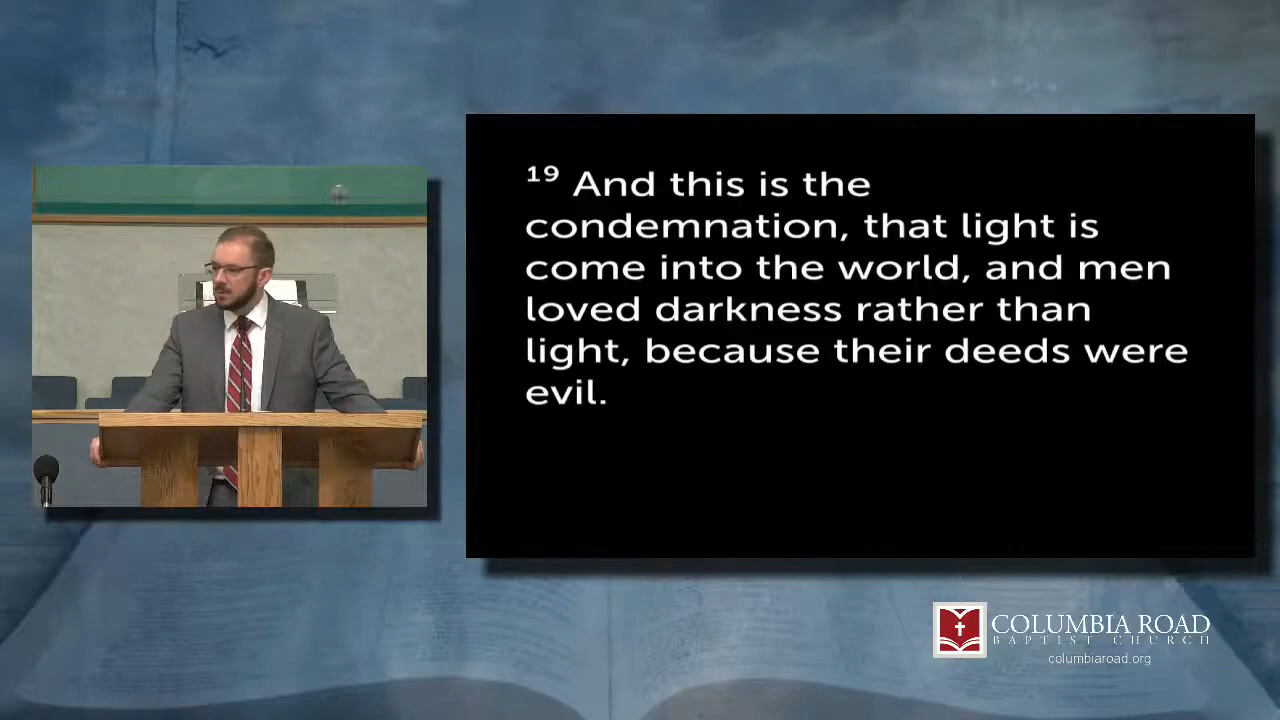 ¹⁹ And this is the
condemnation, that light is
come into the world, and men
loved darkness rather than
light, because their deeds were
evil.
COLUMBIA ROAD
BAPTIST CHURCH
columbiaroad.org